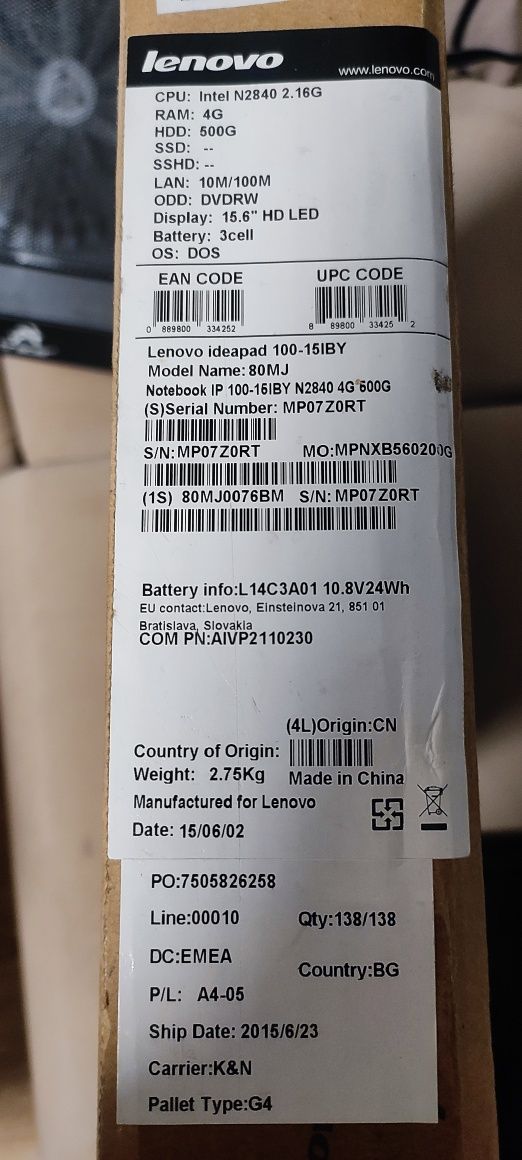 lenovo
www.lenovo.com
CPU: Intel N2840 2.16G
RAM: 4G
HDD: 500G
SSD: --
SSHD: --
LAN: 10M/100M
ODD: DVDRW
Display: 15.6" HD LED
Battery: 3cell
OS: DOS
EAN CODE UPC CODE
0 889800 334252 8 89800 33425 2
Lenovo ideapad 100-15IBY
Model Name: 80MJ
Notebook IP 100-15IBY N2840 4G 500G
(S)Serial Number: MP07Z0RT
S/N: MP07Z0RT MO:MPNXB560200G
(1S) 80MJ0076BM S/N: MP07Z0RT
Battery info:L14C3A01 10.8V24Wh
EU contact:Lenovo, Einsteinova 21, 851 01
Bratislava, Slovakia
COM PN:AIVP2110230
(4L)Origin:CN
Country of Origin:
Weight: 2.75Kg Made in China
Manufactured for Lenovo
Date: 15/06/02
PO:7505826258
Line:00010 Qty:138/138
DC:EMEA
Country:BG
P/L: A4-05
Ship Date: 2015/6/23
Carrier:K&N
Pallet Type:G4